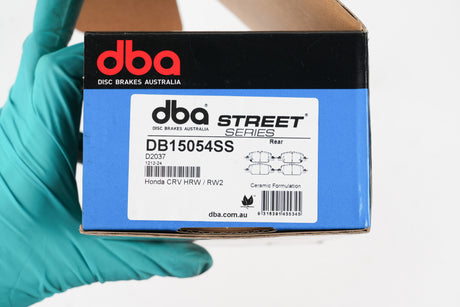 dba
DISC BRAKES AUSTRALIA
dba
DISC BRAKES AUSTRALIA
STREET
SERIES
DB15054SS
D2037
1212-24
Rear
Honda CRV HRW / RW2
Ceramic Formulation
9316391455345
dba.com.au